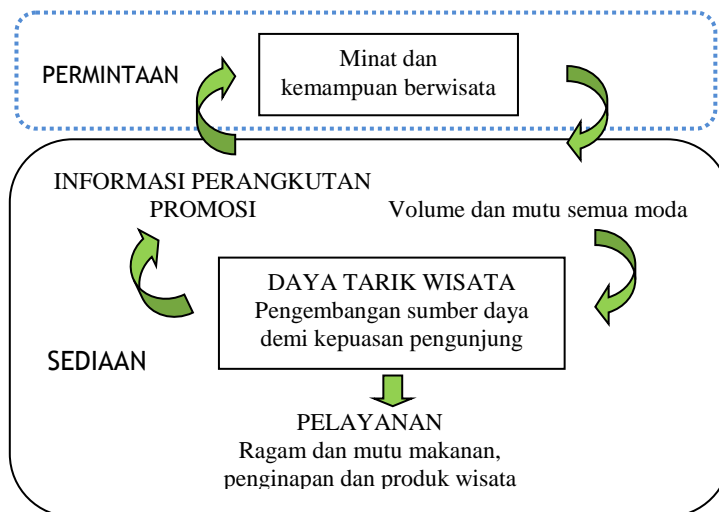 PERMINTAAN
Minat dan
kemampuan berwisata
INFORMASI PERANGKUTAN
PROMOSI
Volume dan mutu semua moda
DAYA TARIK WISATA
Pengembangan sumber daya
demi kepuasan pengunjung
SEDIAAN
PELAYANAN
Ragam dan mutu makanan,
penginapan dan produk wisata